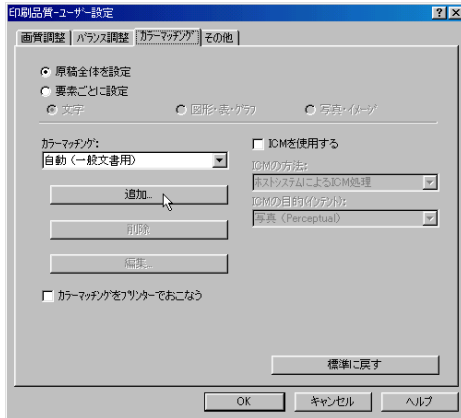 印刷品質-ユーザー設定
画質調整 バランス調整 カラーマッチング その他
原稿全体を設定
要素ごとに設定
文字 図形・表・グラフ 写真・イメージ
カラーマッチング:
自動 (一般文書用)
追加...
削除
編集...
カラーマッチングをプリンターでおこなう
ICMを使用する
ICMの方法:
ホストシステムによるICM処理
ICMの目的(インテント):
写真 (Perceptual)
標準に戻す
OK キャンセル ヘルプ